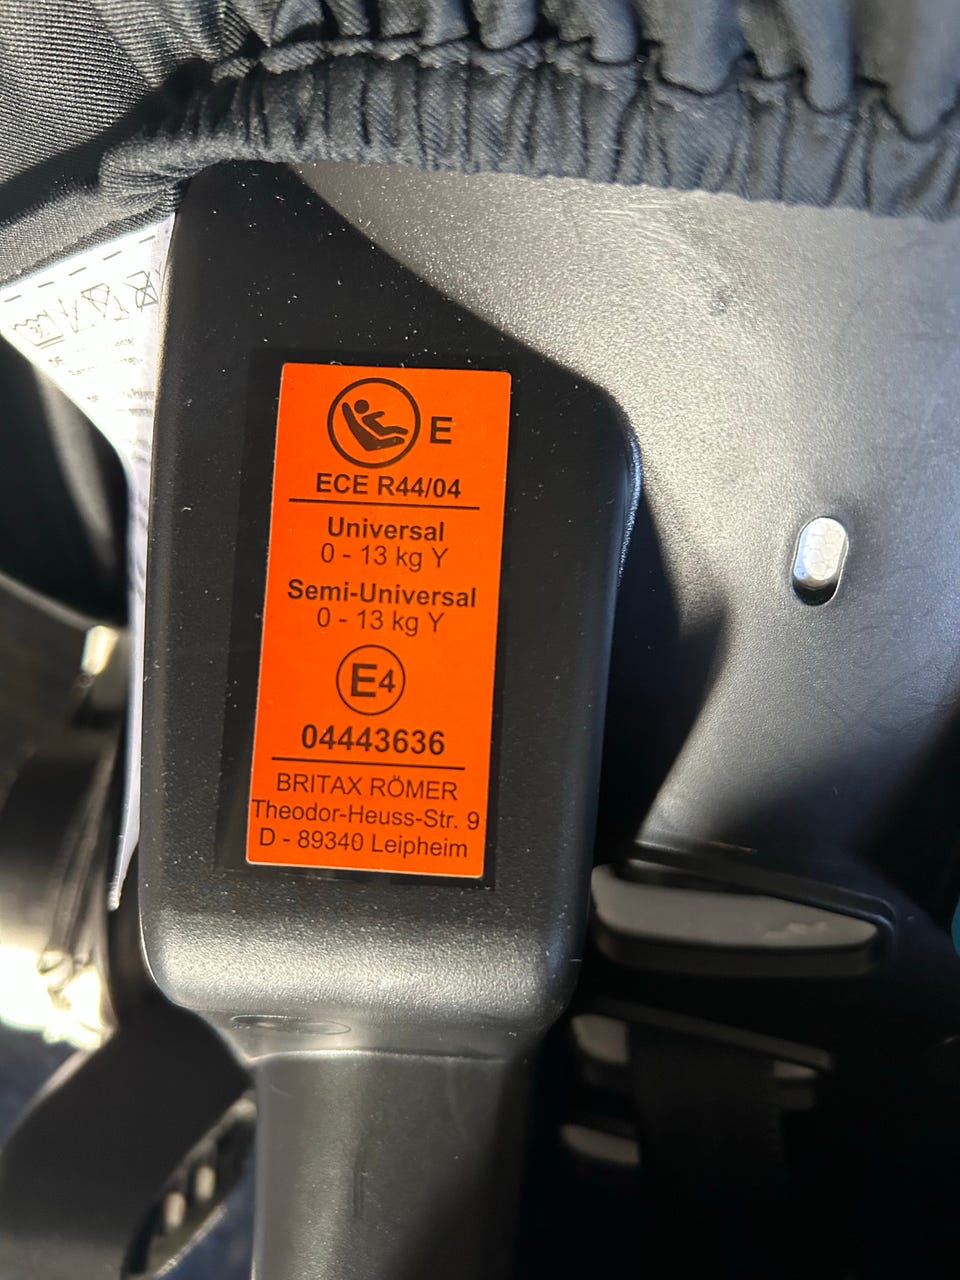 E
ECE R44/04
Universal
0 - 13 kg Y
Semi-Universal
0 - 13 kg Y
E4
04443636
BRITAX RÖMER
Theodor-Heuss-Str. 9
D - 89340 Leipheim